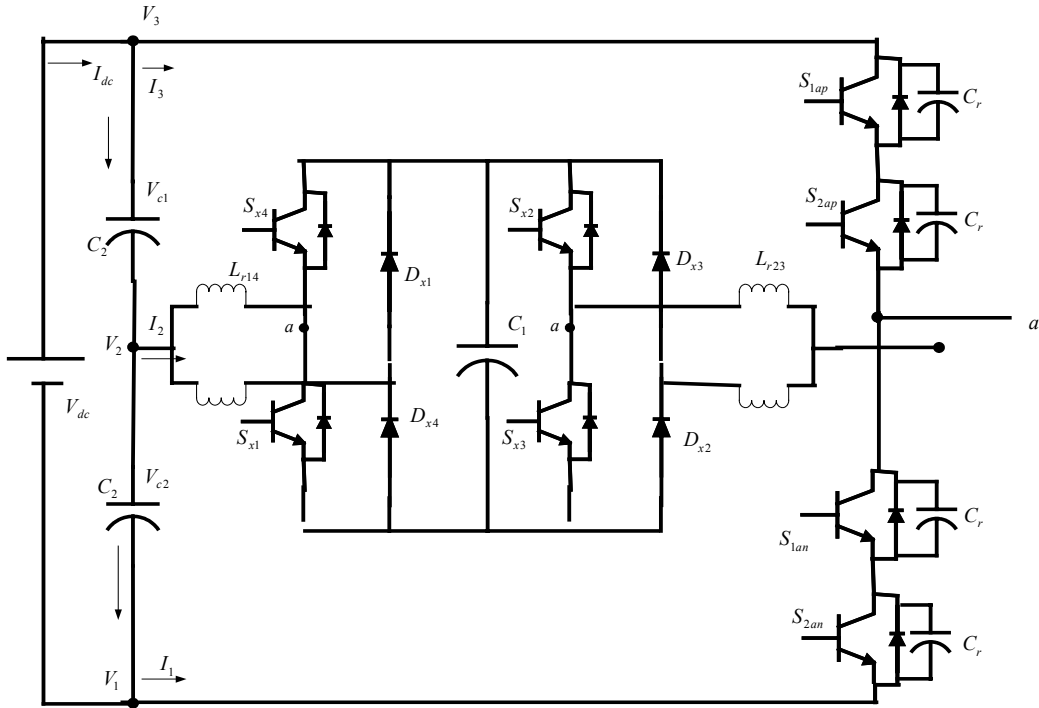 V3
Idc
I3
S1ap
Cr
Vc1
Sx4
Sx2
S2ap
Cr
C2
Lr14
Dx1
Dx3
Lr23
I2
a
C1
a
a
V2
Vdc
Sx1
Dx4
Sx3
Dx2
C2
Vc2
S1an
Cr
S2an
Cr
V1
I1